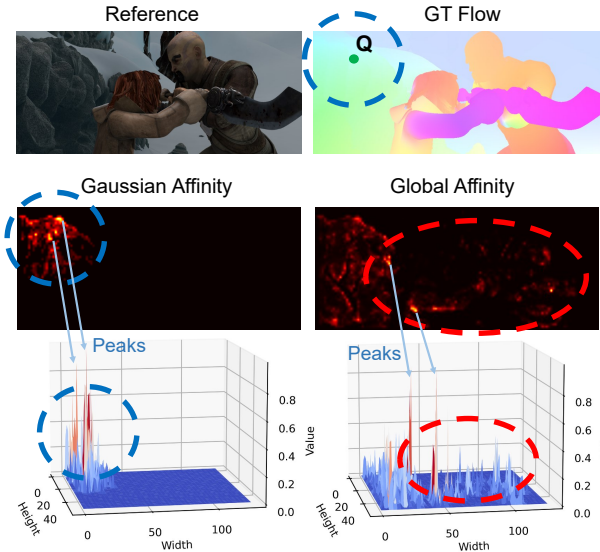 Reference
GT Flow
Q
Gaussian Affinity
Global Affinity
Peaks
Peaks
0.8
0.6
0.4
0.2
0.0
Value
0
20
40
Height
0
50
100
Width
0.8
0.6
0.4
0.2
0.0
0
20
40
Height
0
50
100
Width